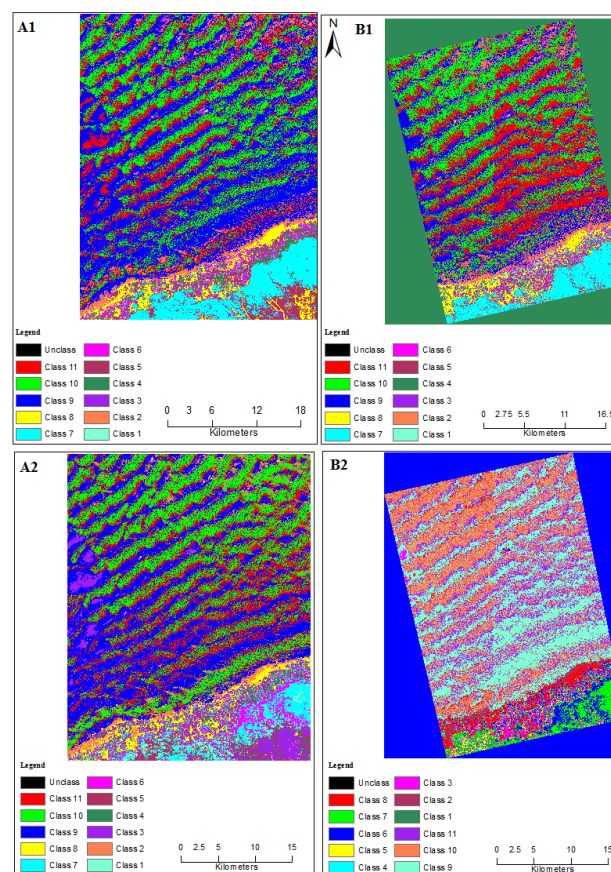 A1
N
B1
Legend
Unclass Class 6
Class 11 Class 5
Class 10 Class 4
Class 9 Class 3
Class 8 Class 2
Class 7 Class 1
0 3 6 12 18
Kilometers
Legend
Unclass Class 6
Class 11 Class 5
Class 10 Class 4
Class 9 Class 3
Class 8 Class 2
Class 7 Class 1
0 2.75 5.5 11 16.5
Kilometers
A2
B2
Legend
Unclass Class 6
Class 11 Class 5
Class 10 Class 4
Class 9 Class 3
Class 8 Class 2
Class 7 Class 1
0 2.5 5 10 15
Kilometers
Legend
Unclass Class 3
Class 8 Class 2
Class 7 Class 1
Class 6 Class 11
Class 5 Class 10
Class 4 Class 9
0 2.5 5 10 15
Kilometers